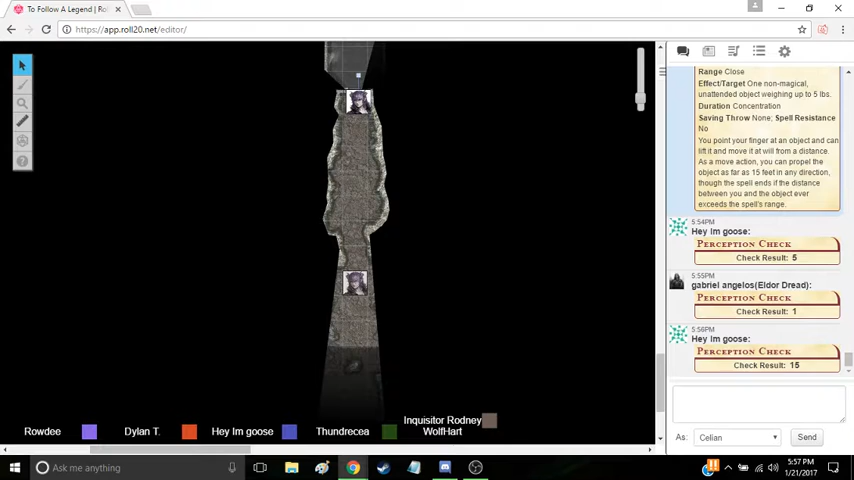 To Follow A Legend | Roll20
https://app.roll20.net/editor/
Range Close
Effect/Target One non-magical,
unattended object weighing up to 5 lbs.
Duration Concentration
Saving Throw None; Spell Resistance
No
You point your finger at an object and can
lift it and move it at will from a distance.
As a move action, you can propel the
object as far as 15 feet in any direction,
though the spell ends if the distance
between you and the object ever
exceeds the spell's range.
5:54PM
Hey Im goose:
PERCEPTION CHECK
Check Result: 5
5:55PM
gabriel angelos(Eldor Dread):
PERCEPTION CHECK
Check Result: 1
5:56PM
Hey Im goose:
PERCEPTION CHECK
Check Result: 15
Rowdee
Dylan T.
Hey Im goose
Thundrecea
Inquisitor Rodney
WolfHart
As:
Celian
Send
Ask me anything
5:57 PM
1/21/2017